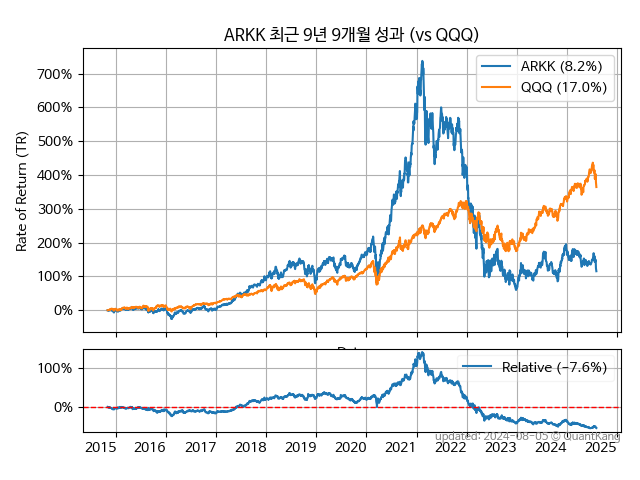 ARKK 최근 9년 9개월 성과 (vs QQQ)
Rate of Return (TR)
700%
600%
500%
400%
300%
200%
100%
0%
ARKK (8.2%)
QQQ (17.0%)
100%
0%
Relative (−7.6%)
updated: 2024-08-05 © QuantKang
2015 2016 2017 2018 2019 2020 2021 2022 2023 2024 2025